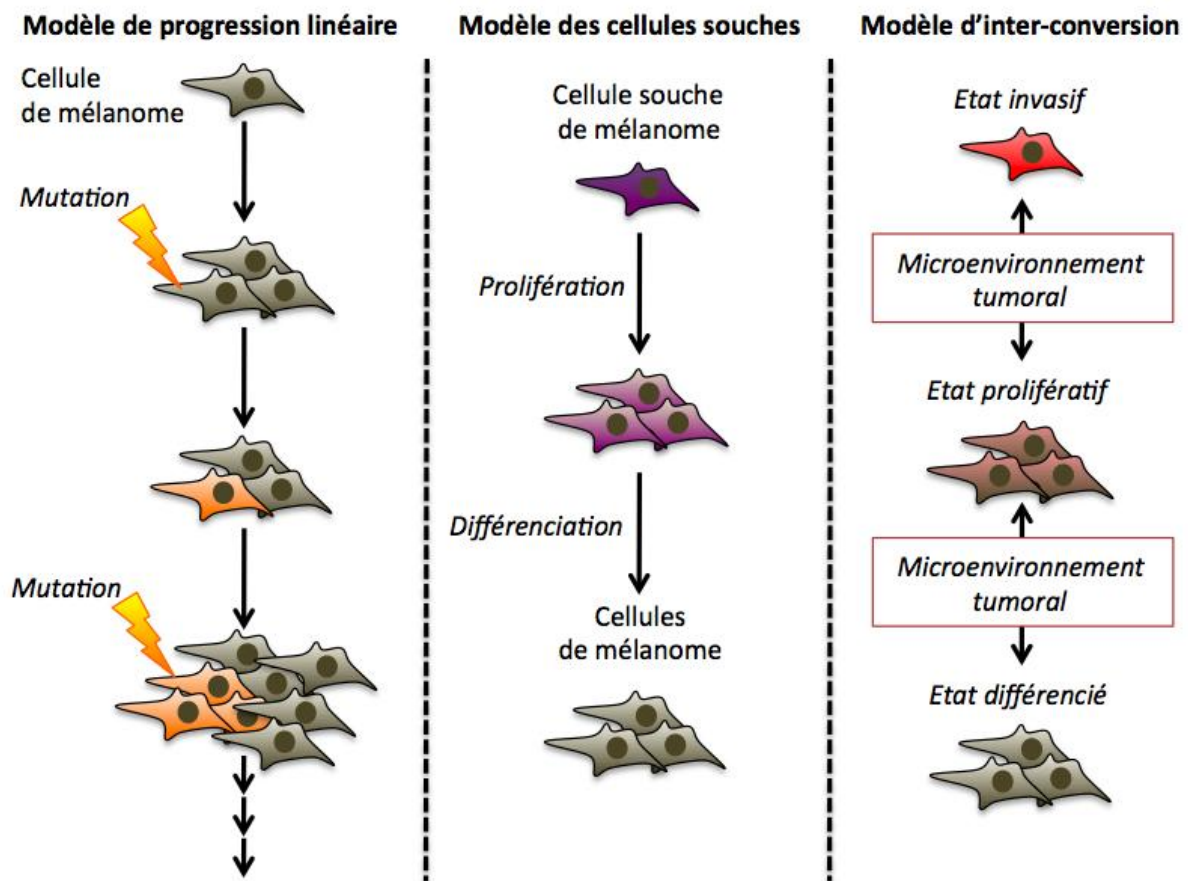 Modèle de progression linéaire
Cellule
de mélanome
Mutation
Mutation
Modèle des cellules souches
Cellule souche
de mélanome
Prolifération
Différenciation
Cellules
de mélanome
Modèle d'inter-conversion
Etat invasif
Microenvironnement
tumoral
Etat prolifératif
Microenvironnement
tumoral
Etat différencié